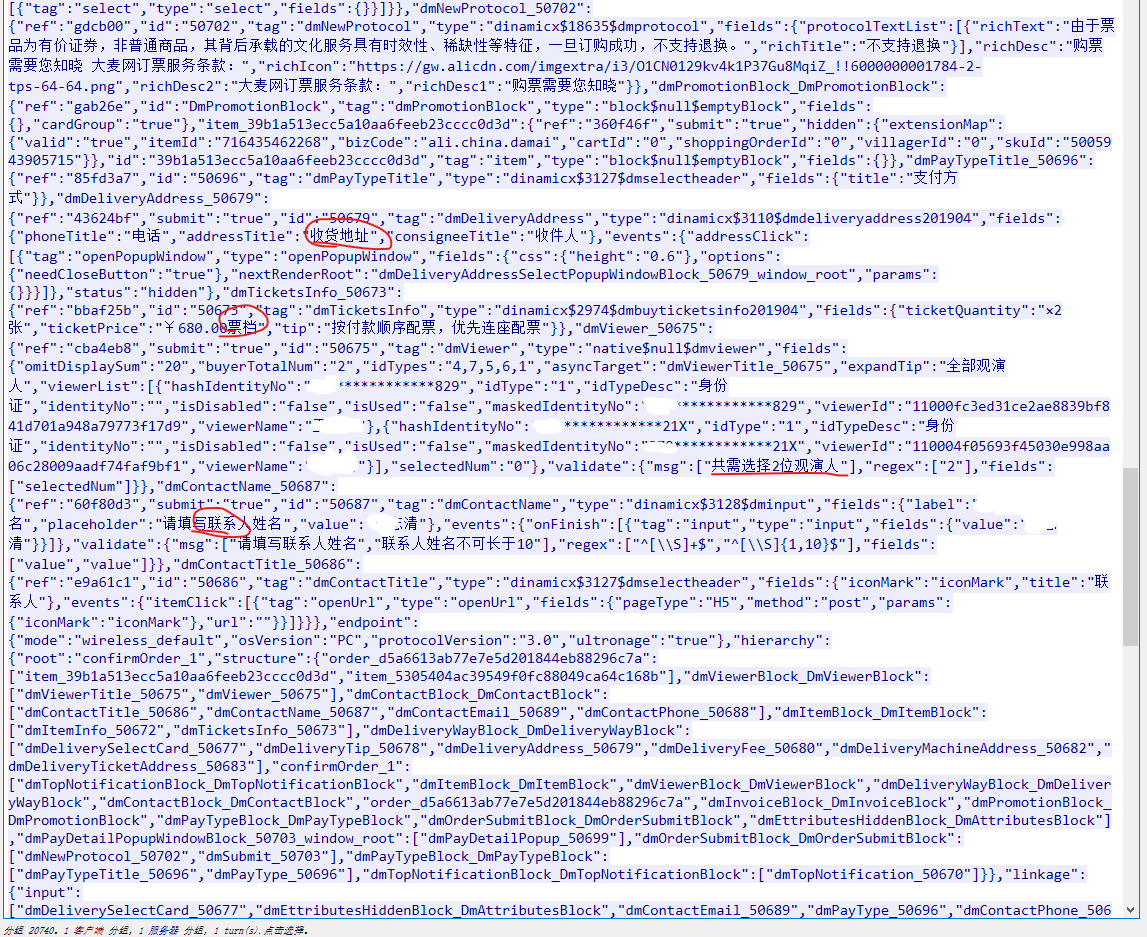 [{"tag":"select","type":"select","fields":{}}]}},"dmNewProtocol_50702":
{"ref":"gdcb00","id":"50702","tag":"dmNewProtocol","type":"dinamicx$18635$dmprotocol","fields":{"protocolTextList":[{"richText":"由于票
品为有价证券，非普通商品，其背后承载的文化服务具有时效性、稀缺性等特征，一旦订购成功，不支持退换。","richTitle":"不支持退换"}],"richDesc":"购票
需要您知晓 大麦网订票服务条款：","richIcon":"https://gw.alicdn.com/imgextra/i3/O1CN0129kv4k1P37Gu8MqiZ_!!6000000001784-2-
tps-64-64.png","richDesc2":"大麦网订票服务条款：","richDesc1":"购票需要您知晓"}},"dmPromotionBlock_DmPromotionBlock":
{"ref":"gab26e","id":"DmPromotionBlock","tag":"dmPromotionBlock","type":"block$null$emptyBlock","fields":
{},"cardGroup":"true"},"item_39b1a513ecc5a10aa6feeb23cccc0d3d":{"ref":"360f46f","submit":"true","hidden":{"extensionMap":
{"valid":"true","itemId":"716435462268","bizCode":"ali.china.damai","cartId":"0","shoppingOrderId":"0","villagerId":"0","skuId":"50059
43905715"}},"id":"39b1a513ecc5a10aa6feeb23cccc0d3d","tag":"item","type":"block$null$emptyBlock","fields":{}},"dmPayTypeTitle_50696":
{"ref":"85fd3a7","id":"50696","tag":"dmPayTypeTitle","type":"dinamicx$3127$dmselectheader","fields":{"title":"支付方
式"}},"dmDeliveryAddress_50679":
{"ref":"43624bf","submit":"true","id":"50679","tag":"dmDeliveryAddress","type":"dinamicx$3110$dmdeliveryaddress201904","fields":
{"phoneTitle":"电话","addressTitle":"收货地址","consigneeTitle":"收件人"},"events":{"addressClick":
[{"tag":"openPopupWindow","type":"openPopupWindow","fields":{"css":{"height":"0.6"},"options":
{"needCloseButton":"true"},"nextRenderRoot":"dmDeliveryAddressSelectPopupWindowBlock_50679_window_root","params":
{}}}]},"status":"hidden"},"dmTicketsInfo_50673":
{"ref":"bbaf25b","id":"50673","tag":"dmTicketsInfo","type":"dinamicx$2974$dmbuyticketsinfo201904","fields":{"ticketQuantity":"×2
张","ticketPrice":"￥680.00票档","tip":"按付款顺序配票，优先连座配票"}},"dmViewer_50675":
{"ref":"cba4eb8","submit":"true","id":"50675","tag":"dmViewer","type":"native$null$dmviewer","fields":
{"omitDisplaySum":"20","buyerTotalNum":"2","idTypes":"4,7,5,6,1","asyncTarget":"dmViewerTitle_50675","expandTip":"全部观演
人","viewerList":[{"hashIdentityNo":" ************829","idType":"1","idTypeDesc":"身份
证","identityNo":"","isDisabled":"false","isUsed":"false","maskedIdentityNo": ************829","viewerId":"11000fc3ed31ce2ae8839bf8
41d701a948a79773f17d9","viewerName":" "},{"hashIdentityNo": ************21X","idType":"1","idTypeDesc":"身份
证","identityNo":"","isDisabled":"false","isUsed":"false","maskedIdentityNo": ************21X","viewerId":"110004f05693f45030e998aa
06c28009aadf74faf9bf1","viewerName":" "}],"selectedNum":"0"},"validate":{"msg":["共需选择2位观演人"],"regex":["2"],"fields":
["selectedNum"]}},"dmContactName_50687":
{"ref":"60f80d3","submit":"true","id":"50687","tag":"dmContactName","type":"dinamicx$3128$dminput","fields":{"label":"
名","placeholder":"请填写联系人姓名","value": 清"},"events":{"onFinish":[{"tag":"input","type":"input","fields":{"value":
清"}}]},"validate":{"msg":["请填写联系人姓名","联系人姓名不可长于10"],"regex":["^[\\S]+$","^[\\S]{1,10}$"],"fields":
["value","value"]}},"dmContactTitle_50686":
{"ref":"e9a61c1","id":"50686","tag":"dmContactTitle","type":"dinamicx$3127$dmselectheader","fields":{"iconMark":"iconMark","title":"联
系人"},"events":{"itemClick":[{"tag":"openUrl","type":"openUrl","fields":{"pageType":"H5","method":"post","params":
{"iconMark":"iconMark"},"url":""}}]}}},"endpoint":
{"mode":"wireless_default","osVersion":"PC","protocolVersion":"3.0","ultronage":"true"},"hierarchy":
{"root":"confirmOrder_1","structure":{"order_d5a6613ab77e7e5d201844eb88296c7a":
["item_39b1a513ecc5a10aa6feeb23cccc0d3d","item_5305404ac39549f0fc88049ca64c168b"],"dmViewerBlock_DmViewerBlock":
["dmViewerTitle_50675","dmViewer_50675"],"dmContactBlock_DmContactBlock":
["dmContactTitle_50686","dmContactName_50687","dmContactEmail_50689","dmContactPhone_50688"],"dmItemBlock_DmItemBlock":
["dmItemInfo_50672","dmTicketsInfo_50673"],"dmDeliveryWayBlock_DmDeliveryWayBlock":
["dmDeliverySelectCard_50677","dmDeliveryTip_50678","dmDeliveryAddress_50679","dmDeliveryFee_50680","dmDeliveryMachineAddress_50682","
dmDeliveryTicketAddress_50683"],"confirmOrder_1":
["dmTopNotificationBlock_DmTopNotificationBlock","dmItemBlock_DmItemBlock","dmViewerBlock_DmViewerBlock","dmDeliveryWayBlock_DmDeliver
yWayBlock","dmContactBlock_DmContactBlock","order_d5a6613ab77e7e5d201844eb88296c7a","dmInvoiceBlock_DmInvoiceBlock","dmPromotionBlock_
DmPromotionBlock","dmPayTypeBlock_DmPayTypeBlock","dmOrderSubmitBlock_DmOrderSubmitBlock","dmEttributesHiddenBlock_DmAttributesBlock"]
,"dmPayDetailPopupWindowBlock_50703_window_root":["dmPayDetailPopup_50699"],"dmOrderSubmitBlock_DmOrderSubmitBlock":
["dmNewProtocol_50702","dmSubmit_50703"],"dmPayTypeBlock_DmPayTypeBlock":
["dmPayTypeTitle_50696","dmPayType_50696"],"dmTopNotificationBlock_DmTopNotificationBlock":["dmTopNotification_50670"]}},"linkage":
{"input":
["dmDeliverySelectCard_50677","dmEttributesHiddenBlock_DmAttributesBlock","dmContactEmail_50689","dmPayType_50696","dmContactPhone_506
分组 20740。1 客户端 分组，1 服务器 分组，1 turn(s).点击选择。